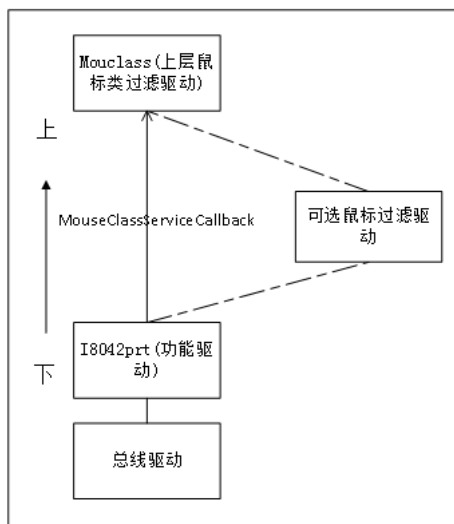 Mouclass(上层鼠
标类过滤驱动)
上
MouseClassServiceCallback
可选鼠标过滤驱
动
I8042prt(功能驱
动)
下
总线驱动